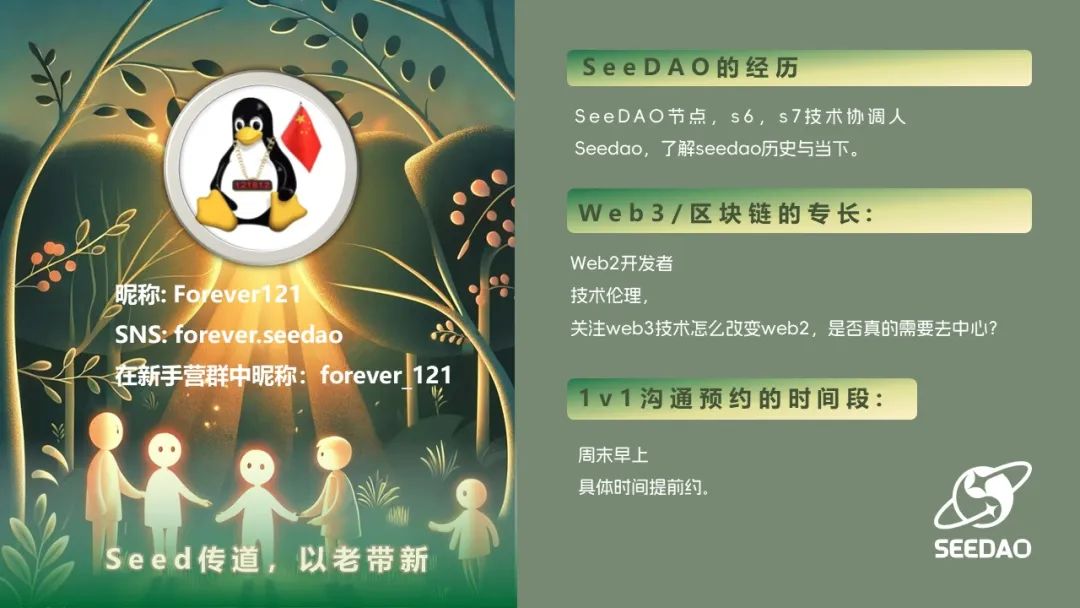 121812
昵称: Forever121
SNS: forever.seedao
在新手营群中昵称：forever_121
Seed传道，以老带新
SeeDAO的经历
SeeDAO节点，s6，s7技术协调人
Seedao，了解seedao历史与当下。
Web3/区块链的专长:
Web2开发者
技术伦理，
关注web3技术怎么改变web2，是否真的需要去中心?
1v1沟通预约的时间段:
周末早上
具体时间提前约。
SEEDAO